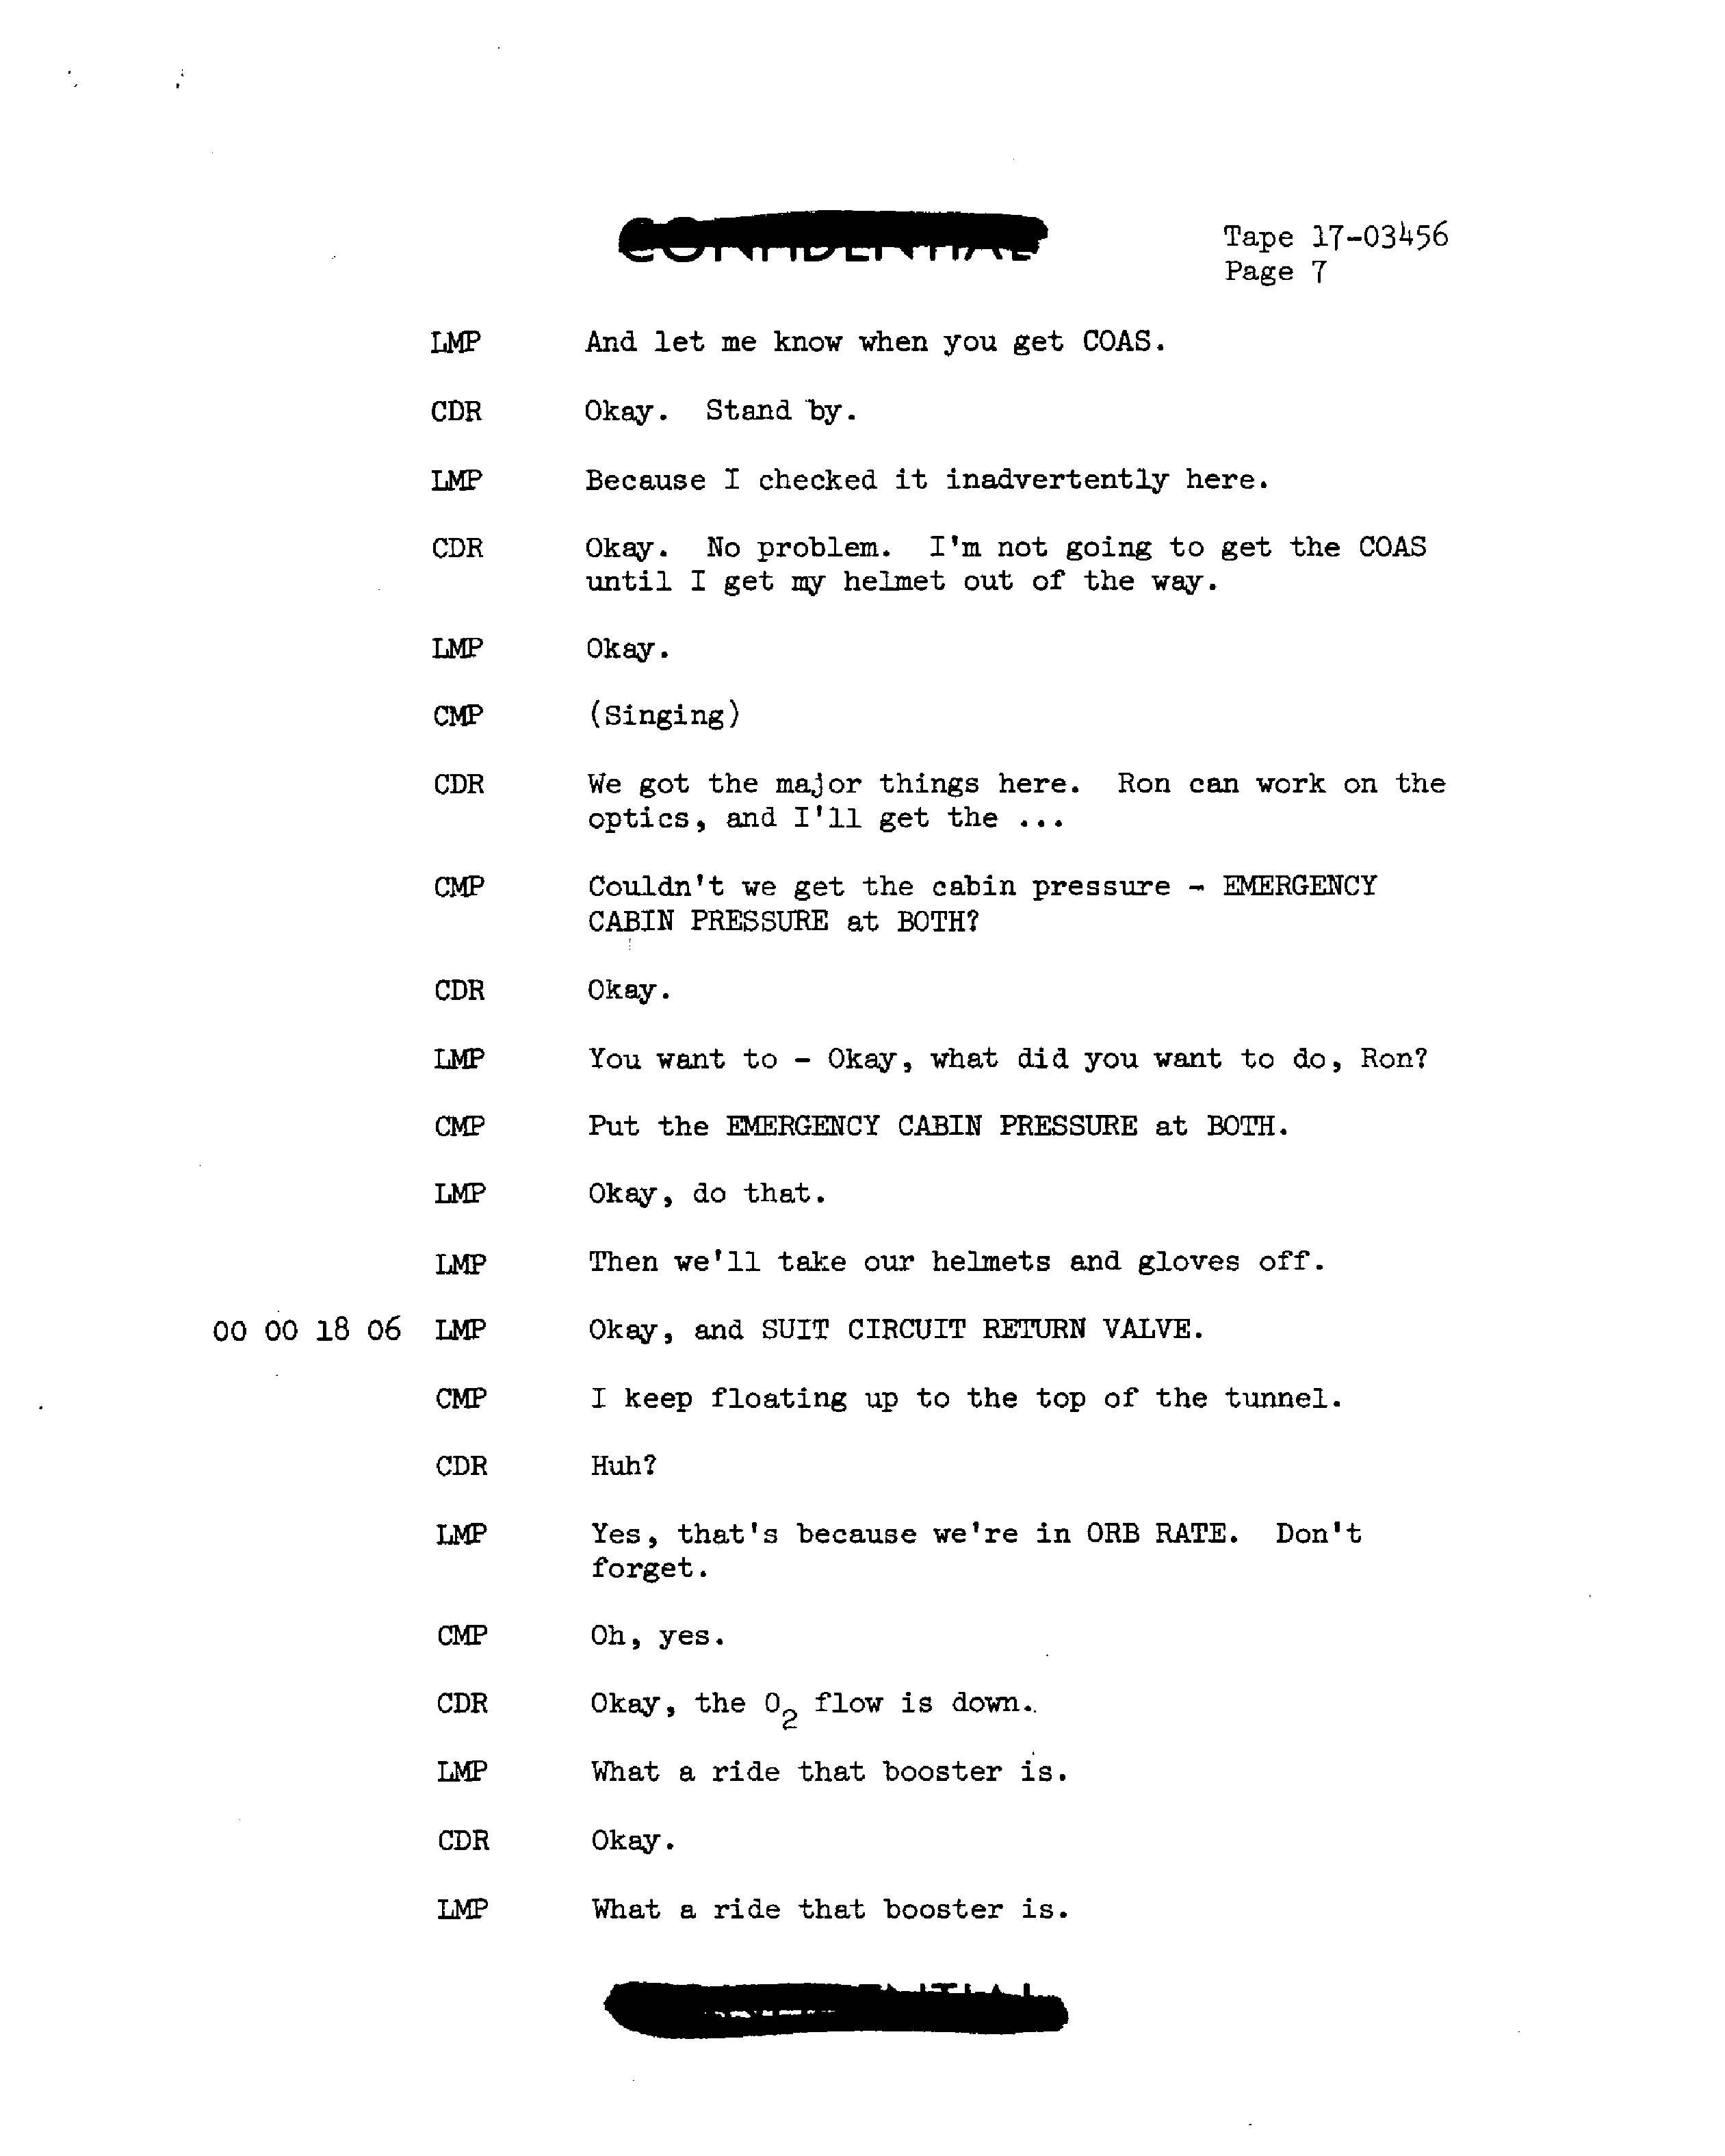 CONFIDENTIAL
Tape 17-03456
Page 7
LMP And let me know when you get COAS.
CDR Okay. Stand by.
LMP Because I checked it inadvertently here.
CDR Okay. No problem. I'm not going to get the COAS
until I get my helmet out of the way.
LMP Okay.
CMP (Singing)
CDR We got the major things here. Ron can work on the
optics, and I'll get the ...
CMP Couldn't we get the cabin pressure - EMERGENCY
CABIN PRESSURE at BOTH?
CDR Okay.
LMP You want to - Okay, what did you want to do, Ron?
CMP Put the EMERGENCY CABIN PRESSURE at BOTH.
LMP Okay, do that.
LMP Then we'll take our helmets and gloves off.
00 00 18 06 LMP Okay, and SUIT CIRCUIT RETURN VALVE.
CMP I keep floating up to the top of the tunnel.
CDR Huh?
LMP Yes, that's because we're in ORB RATE. Don't
forget.
CMP Oh, yes.
CDR Okay, the O₂ flow is down.
LMP What a ride that booster is.
CDR Okay.
LMP What a ride that booster is.